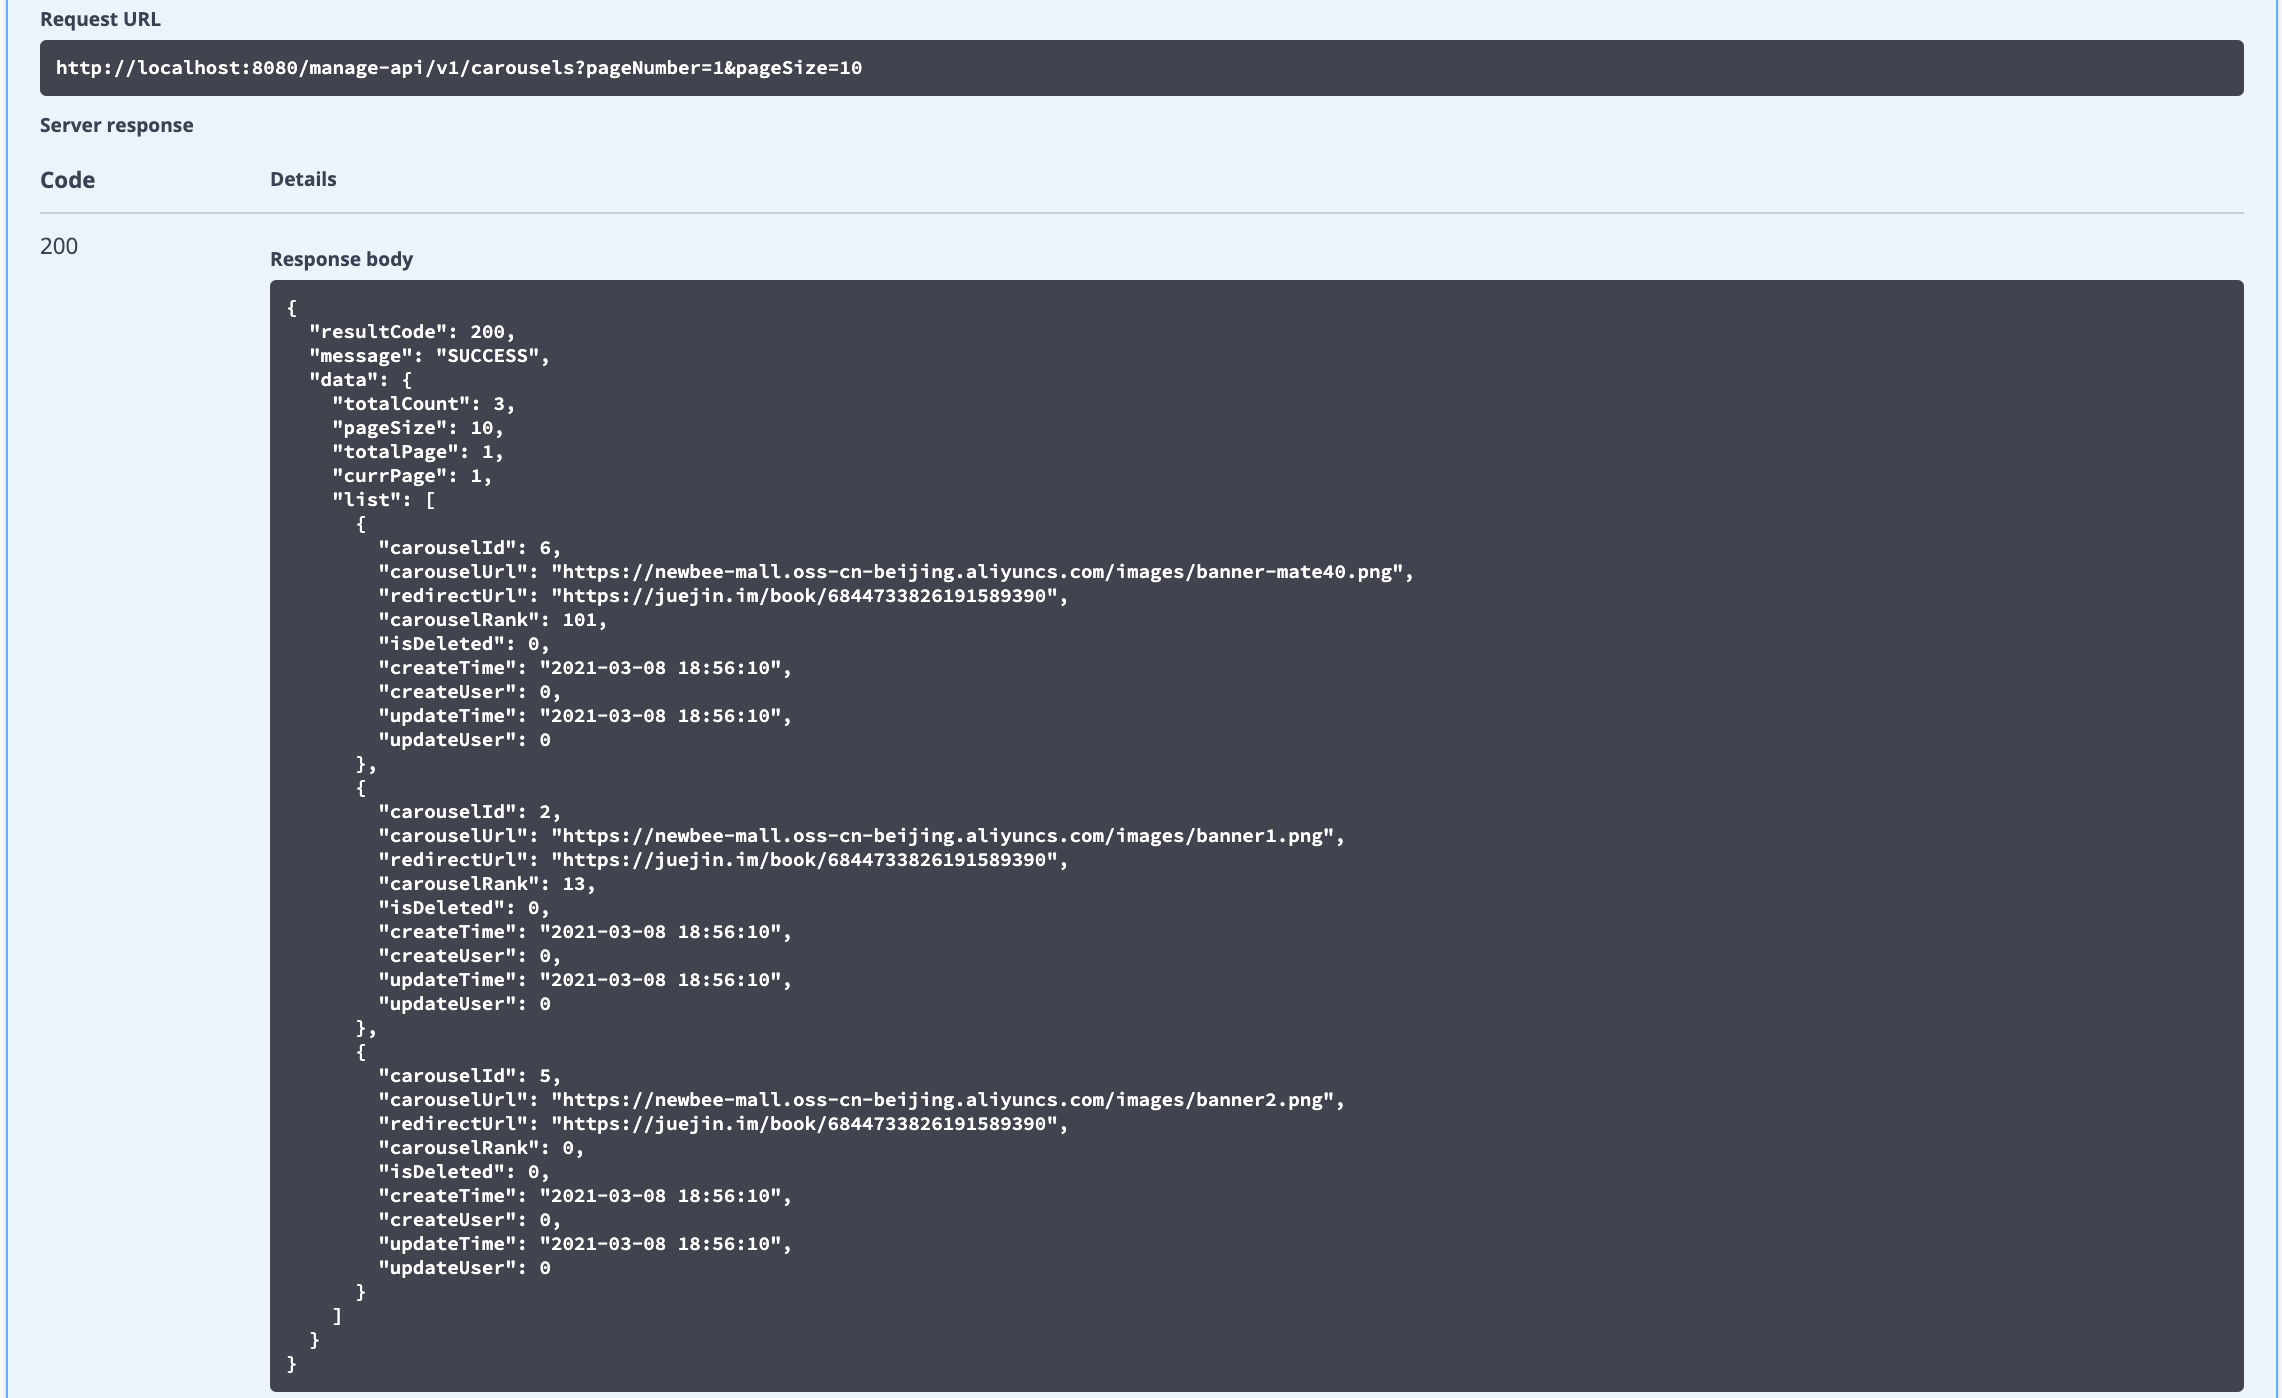 Request URL
http://localhost:8080/manage-api/v1/carousels?pageNumber=1&pageSize=10
Server response
Code Details
200
Response body
{
  "resultCode": 200,
  "message": "SUCCESS",
  "data": {
    "totalCount": 3,
    "pageSize": 10,
    "totalPage": 1,
    "currPage": 1,
    "list": [
      {
        "carouselId": 6,
        "carouselUrl": "https://newbee-mall.oss-cn-beijing.aliyuncs.com/images/banner-mate40.png",
        "redirectUrl": "https://juejin.im/book/6844733826191589390",
        "carouselRank": 101,
        "isDeleted": 0,
        "createTime": "2021-03-08 18:56:10",
        "createUser": 0,
        "updateTime": "2021-03-08 18:56:10",
        "updateUser": 0
      },
      {
        "carouselId": 2,
        "carouselUrl": "https://newbee-mall.oss-cn-beijing.aliyuncs.com/images/banner1.png",
        "redirectUrl": "https://juejin.im/book/6844733826191589390",
        "carouselRank": 13,
        "isDeleted": 0,
        "createTime": "2021-03-08 18:56:10",
        "createUser": 0,
        "updateTime": "2021-03-08 18:56:10",
        "updateUser": 0
      },
      {
        "carouselId": 5,
        "carouselUrl": "https://newbee-mall.oss-cn-beijing.aliyuncs.com/images/banner2.png",
        "redirectUrl": "https://juejin.im/book/6844733826191589390",
        "carouselRank": 0,
        "isDeleted": 0,
        "createTime": "2021-03-08 18:56:10",
        "createUser": 0,
        "updateTime": "2021-03-08 18:56:10",
        "updateUser": 0
      }
    ]
  }
}